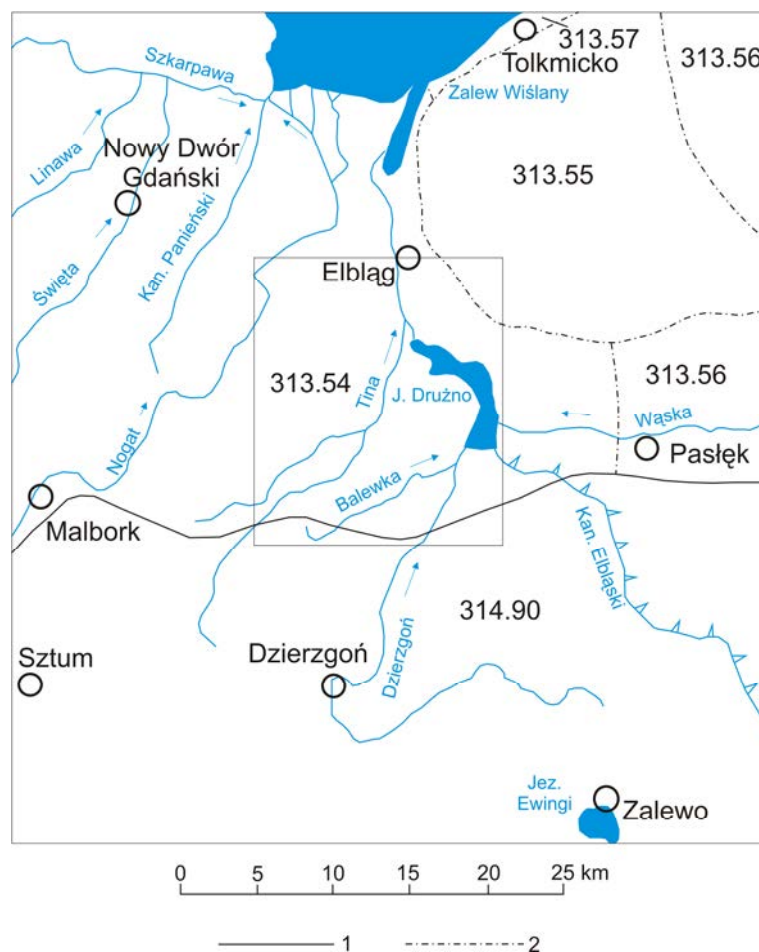 Szkarpawa
313.57
Tolkmicko
313.56
Zalew Wiślany
Linawa
Nowy Dwór
Gdański
Kan. Panieński
313.55
Święta
Elbląg
313.54
Tina
J. Drużno
313.56
Wąska
Nogat
Pasłęk
Balewka
Malbork
Kan. Elbląski
314.90
Sztum
Dzierzgoń
Dzierzgoń
Jez.
Ewingi
Zalewo
0 5 10 15 20 25 km
1 2